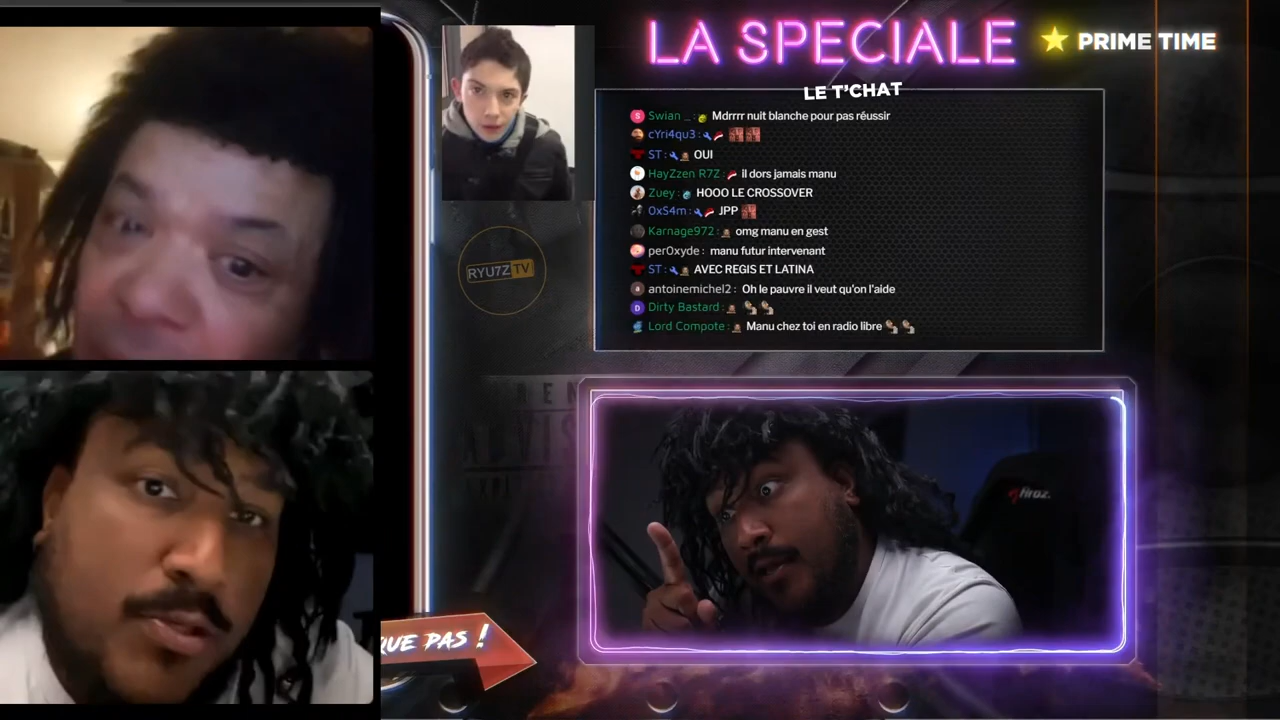 LA SPECIALE
PRIME TIME
LE T'CHAT
Swian _ : Mdrrrr nuit blanche pour pas réussir
cYri4qu3 :
ST : OUI
HayZzen R7Z : il dors jamais manu
Zuey : HOOO LE CROSSOVER
OxS4m : JPP
Karnage972 : omg manu en gest
perOxyde : manu futur intervenant
ST : AVEC REGIS ET LATINA
antoinemichel2 : Oh le pauvre il veut qu'on l'aide
Dirty Bastard :
Lord Compote : Manu chez toi en radio libre
RYU7Z TV
QUE PAS !